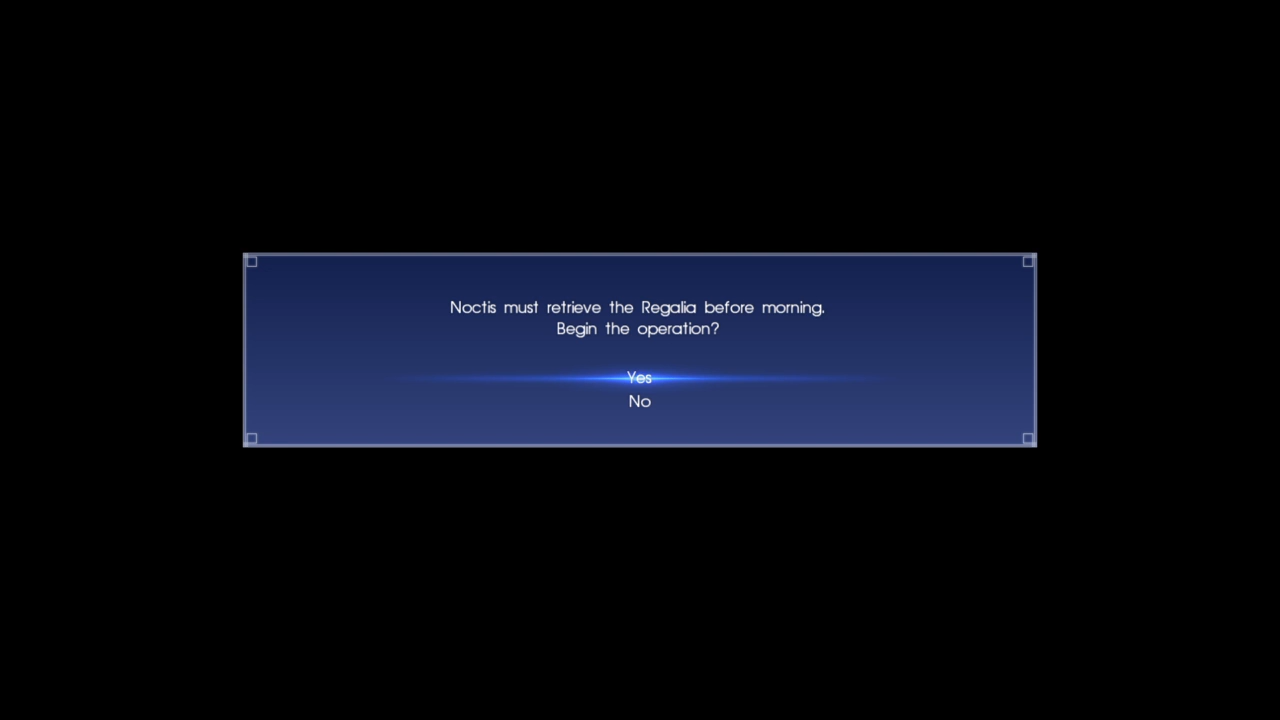 Noctis must retrieve the Regalia before morning.
Begin the operation?
Yes
No